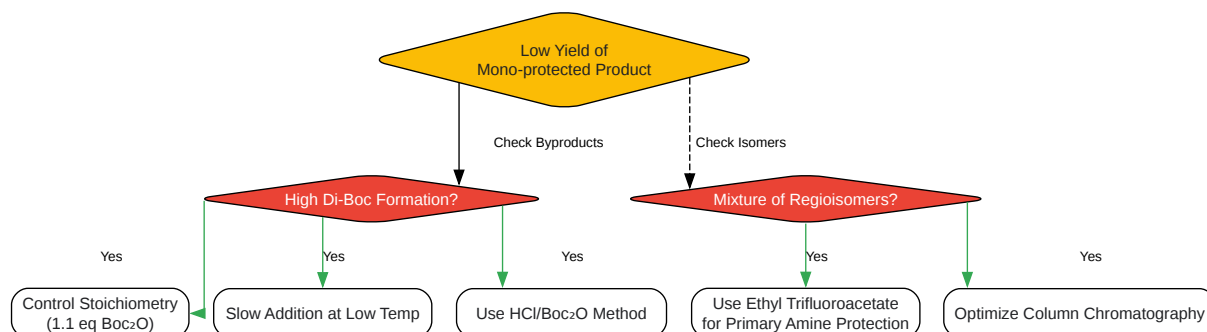 Low Yield of
Mono-protected Product
Check Byproducts
Check Isomers
High Di-Boc Formation?
Mixture of Regioisomers?
Yes
Yes
Yes
Yes
Yes
Control Stoichiometry
(1.1 eq Boc₂O)
Slow Addition at Low Temp
Use HCl/Boc₂O Method
Use Ethyl Trifluoroacetate
for Primary Amine Protection
Optimize Column Chromatography